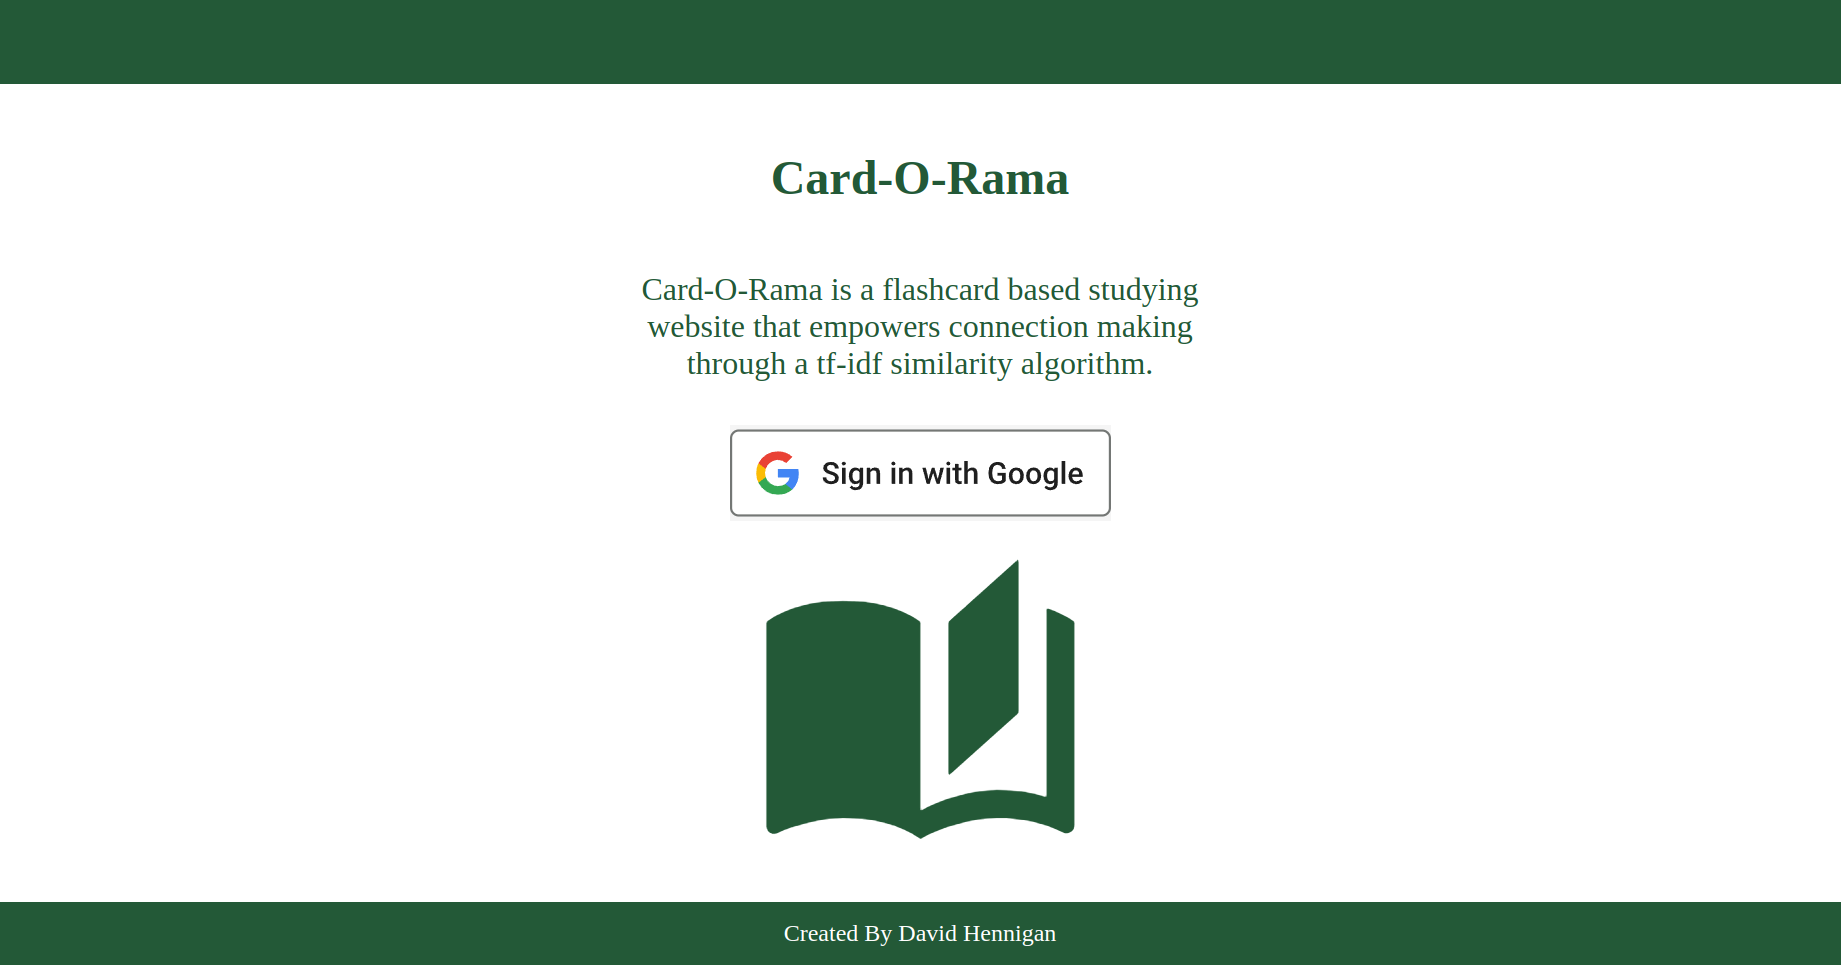 Card-O-Rama
Card-O-Rama is a flashcard based studying
website that empowers connection making
through a tf-idf similarity algorithm.
Sign in with Google
Created By David Hennigan